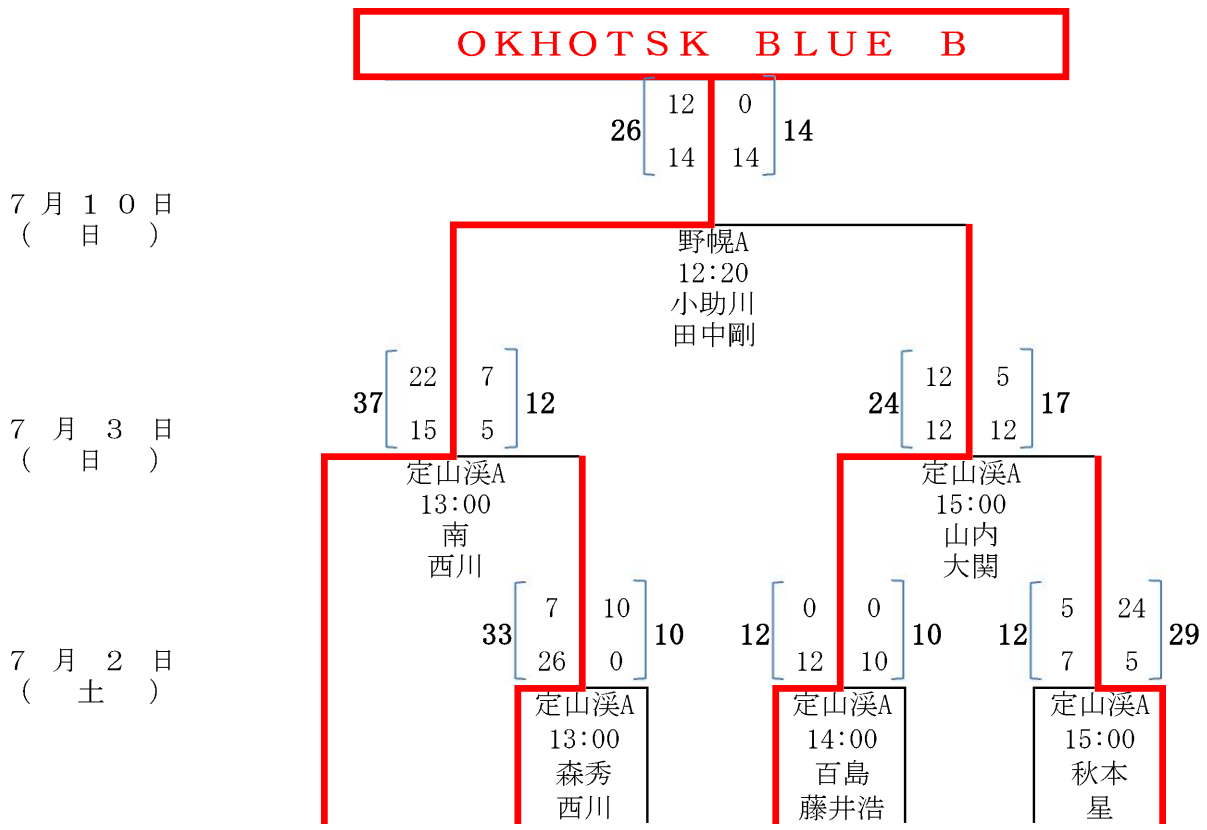 ＯＫＨＯＴＳＫ　ＢＬＵＥ　Ｂ
12 0
26 14
14 14
７月１０日
(　日　)
野幌A
12:20
小助川
田中剛
22 7
37 12
15 5
12 5
24 17
12 12
７月３日
(　日　)
定山渓A
13:00
南
西川
定山渓A
15:00
山内
大関
7 10
33 10
26 0
0 0
12 10
12 10
5 24
12 29
7 5
７月２日
(　土　)
定山渓A
13:00
森秀
西川
定山渓A
14:00
百島
藤井浩
定山渓A
15:00
秋本
星